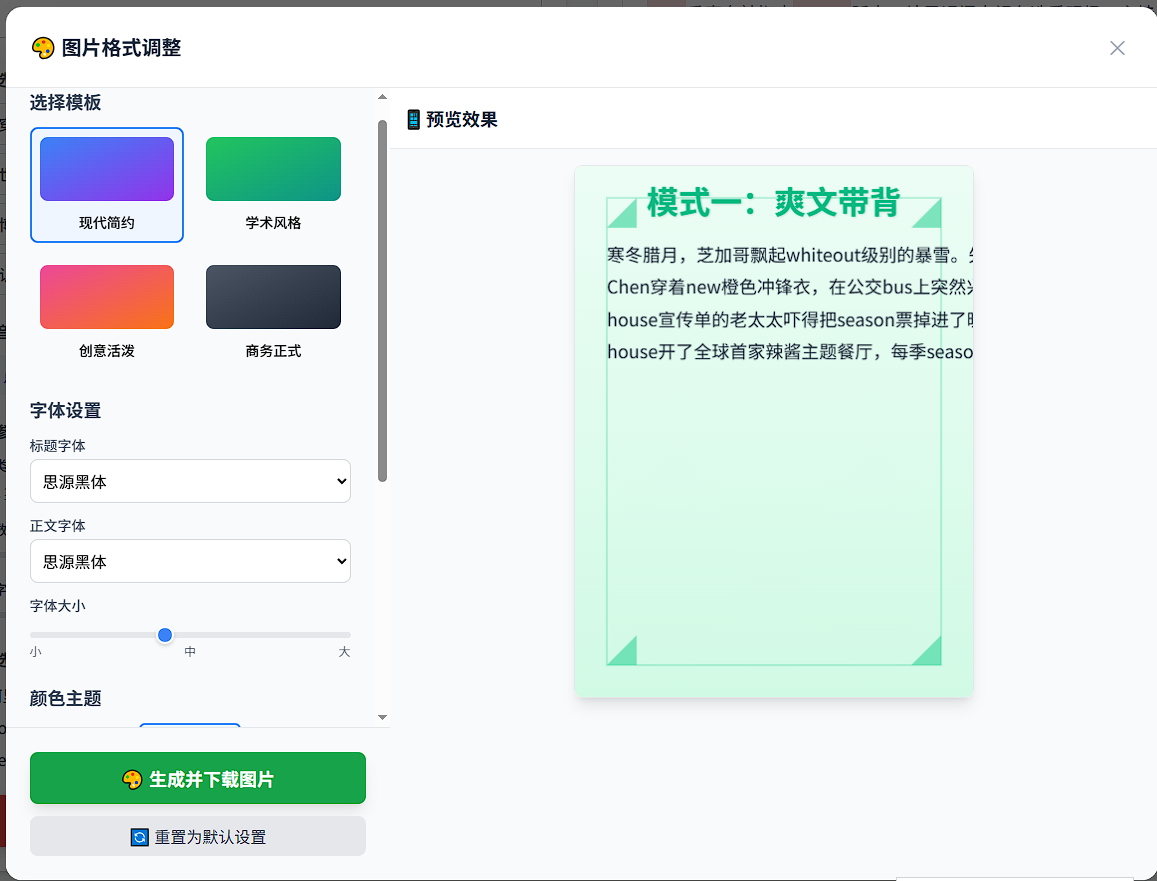 图片格式调整
选择模板
现代简约
学术风格
创意活泼
商务正式
字体设置
标题字体
思源黑体
正文字体
思源黑体
字体大小
小
中
大
颜色主题
生成并下载图片
重置为默认设置
预览效果
模式一：爽文带背
寒冬腊月，芝加哥飘起whiteout级别的暴雪。
Chen穿着new橙色冲锋衣，在公交bus上突然
house宣传单的老太太吓得把season票掉进了
house开了全球首家辣酱主题餐厅，每季seaso